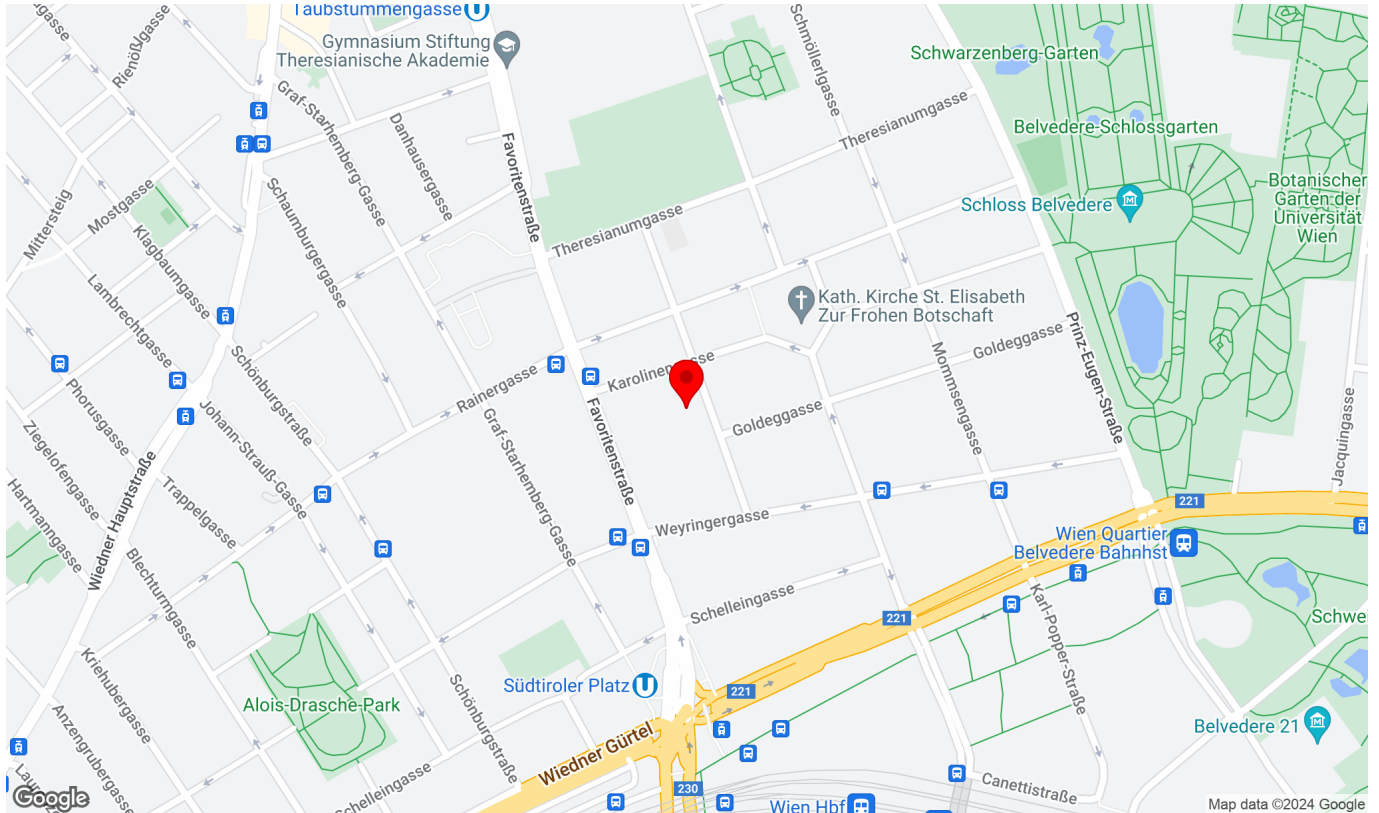 Taubstummengasse
Gymnasium Stiftung
Theresianische Akademie
Rienößlgasse
Schmöllerlgasse
Schwarzenberg-Garten
Graf-Starhemberg-Gasse
Danhausergasse
Favoritenstraße
Theresianumgasse
Belvedere-Schlossgarten
Botanischer
Garten der
Universität
Wien
Schloss Belvedere
Mostgasse
Mittersteig
Schaumburgergasse
Klagbaumgasse
Theresianumgasse
Lambrechtgasse
Kath. Kirche St. Elisabeth
Zur Frohen Botschaft
Goldeggasse
Prinz-Eugen-Straße
Mommsengasse
Schönburgstraße
Rainergasse
Phorusgasse
Johann-Strauß-Gasse
Graf-Starhemberg-Gasse
Favoritenstraße
Goldeggasse
Jacquingasse
Ziegelofengasse
Hartmanngasse
Wiedner Hauptstraße
Trappelgasse
Blechturmgasse
Weyringergasse
221
Wien Quartier
Belvedere Bahnhst
Schelleingasse
221
Karl-Popper-Straße
Kriehubergasse
Anzengrubergasse
Alois-Drasche-Park
Schönburgstraße
Südtiroler Platz
221
Wiedner Gürtel
Belvedere 21
Schelleingasse
230
Canettistraße
Wien Hbf
Google
Map data ©2024 Google